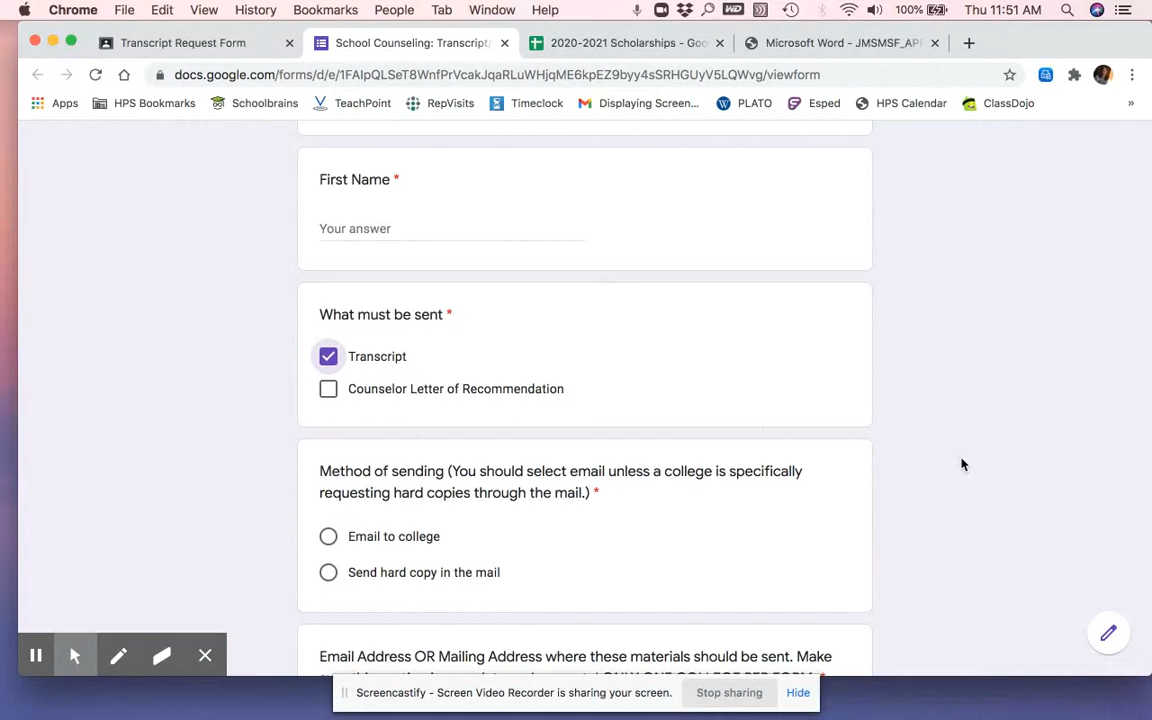 Chrome File Edit View History Bookmarks People Tab Window Help WD 100% Thu 11:51 AM
Transcript Request Form School Counseling: Transcript/ 2020-2021 Scholarships - Goo Microsoft Word - JMSMSF_API
docs.google.com/forms/d/e/1FAIpQLSeT8WnfPrVcakJqaRLuWHjqME6kpEZ9byy4sSRHGUyV5LQWvg/viewform
Apps HPS Bookmarks Schoolbrains TeachPoint RepVisits Timeclock Displaying Screen... PLATO Esped HPS Calendar ClassDojo »
First Name *
Your answer
What must be sent *
Transcript
Counselor Letter of Recommendation
Method of sending (You should select email unless a college is specifically
requesting hard copies through the mail.) *
Email to college
Send hard copy in the mail
Email Address OR Mailing Address where these materials should be sent. Make
Screencastify - Screen Video Recorder is sharing your screen. Stop sharing Hide